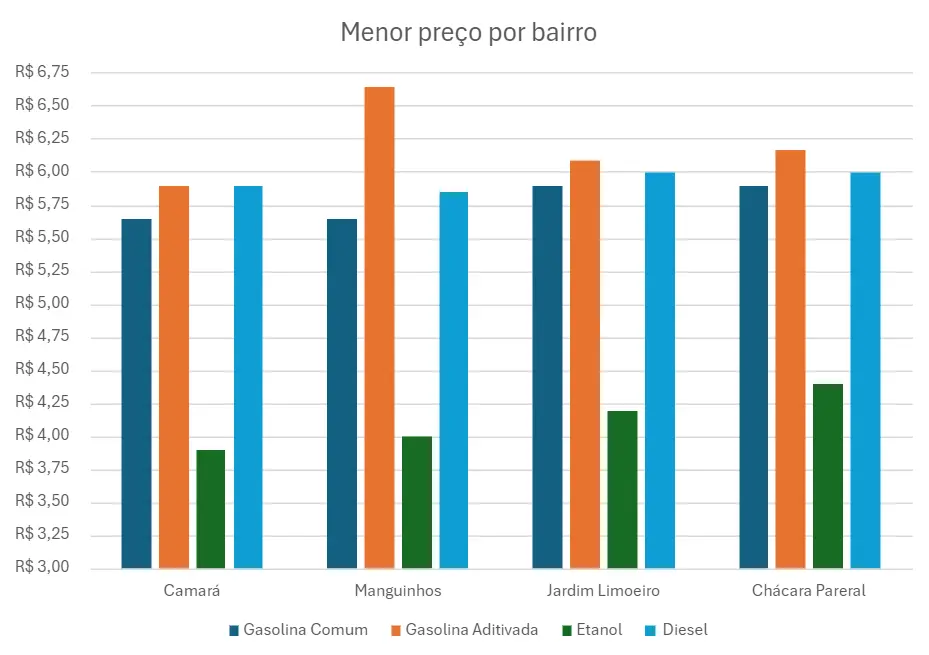 Menor preço por bairro
R$ 6,75
R$ 6,50
R$ 6,25
R$ 6,00
R$ 5,75
R$ 5,50
R$ 5,25
R$ 5,00
R$ 4,75
R$ 4,50
R$ 4,25
R$ 4,00
R$ 3,75
R$ 3,50
R$ 3,25
R$ 3,00
Camará Manguinhos Jardim Limoeiro Chácara Pareral
Gasolina Comum Gasolina Aditivada Etanol Diesel